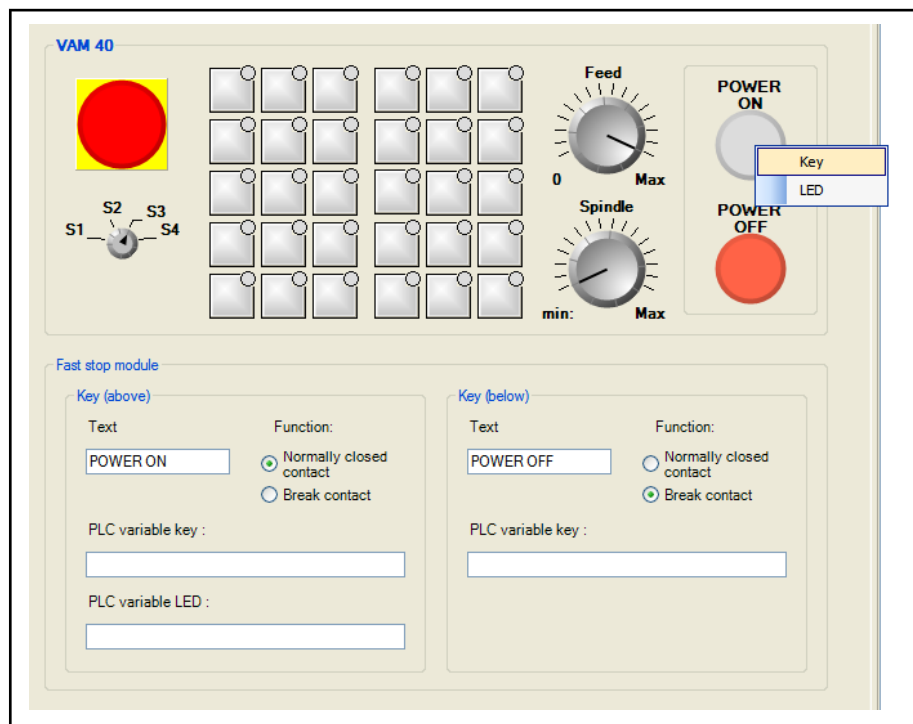 VAM 40
Feed
0 Max
Spindle
min: Max
S1 S2 S3 S4
POWER
ON
Key
LED
POWER
OFF
Fast stop module
Key (above)
Text Function:
POWER ON
Normally closed
contact
Break contact
PLC variable key :
PLC variable LED :
Key (below)
Text Function:
POWER OFF
Normally closed
contact
Break contact
PLC variable key :